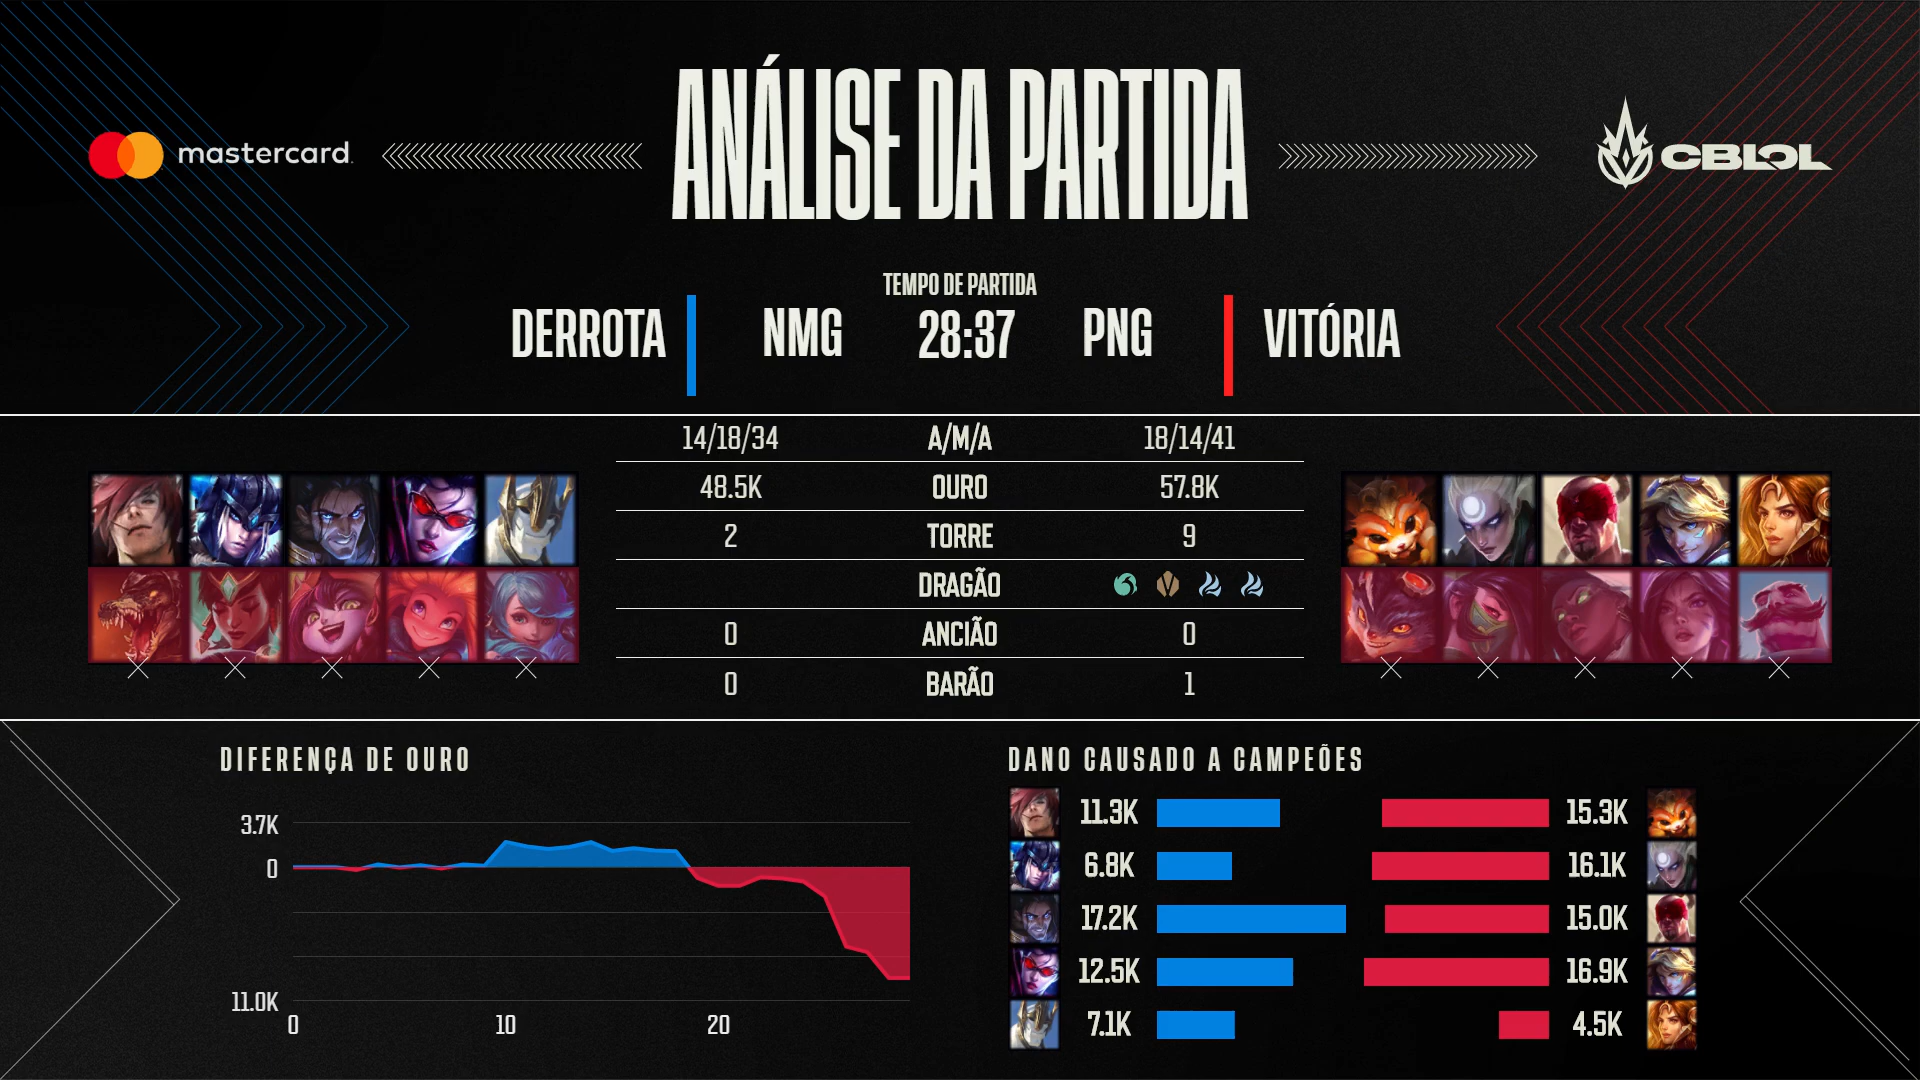 ANÁLISE DA PARTIDA
mastercard.
CBLOL
TEMPO DE PARTIDA
DERROTA NMG 28:37 PNG VITÓRIA
14/18/34 A/M/A 18/14/41
48.5K OURO 57.8K
2 TORRE 9
DRAGÃO
0 ANCIÃO 0
0 BARÃO 1
DIFERENÇA DE OURO
3.7K
0
11.0K
0 10 20
DANO CAUSADO A CAMPEÕES
11.3K 15.3K
6.8K 16.1K
17.2K 15.0K
12.5K 16.9K
7.1K 4.5K